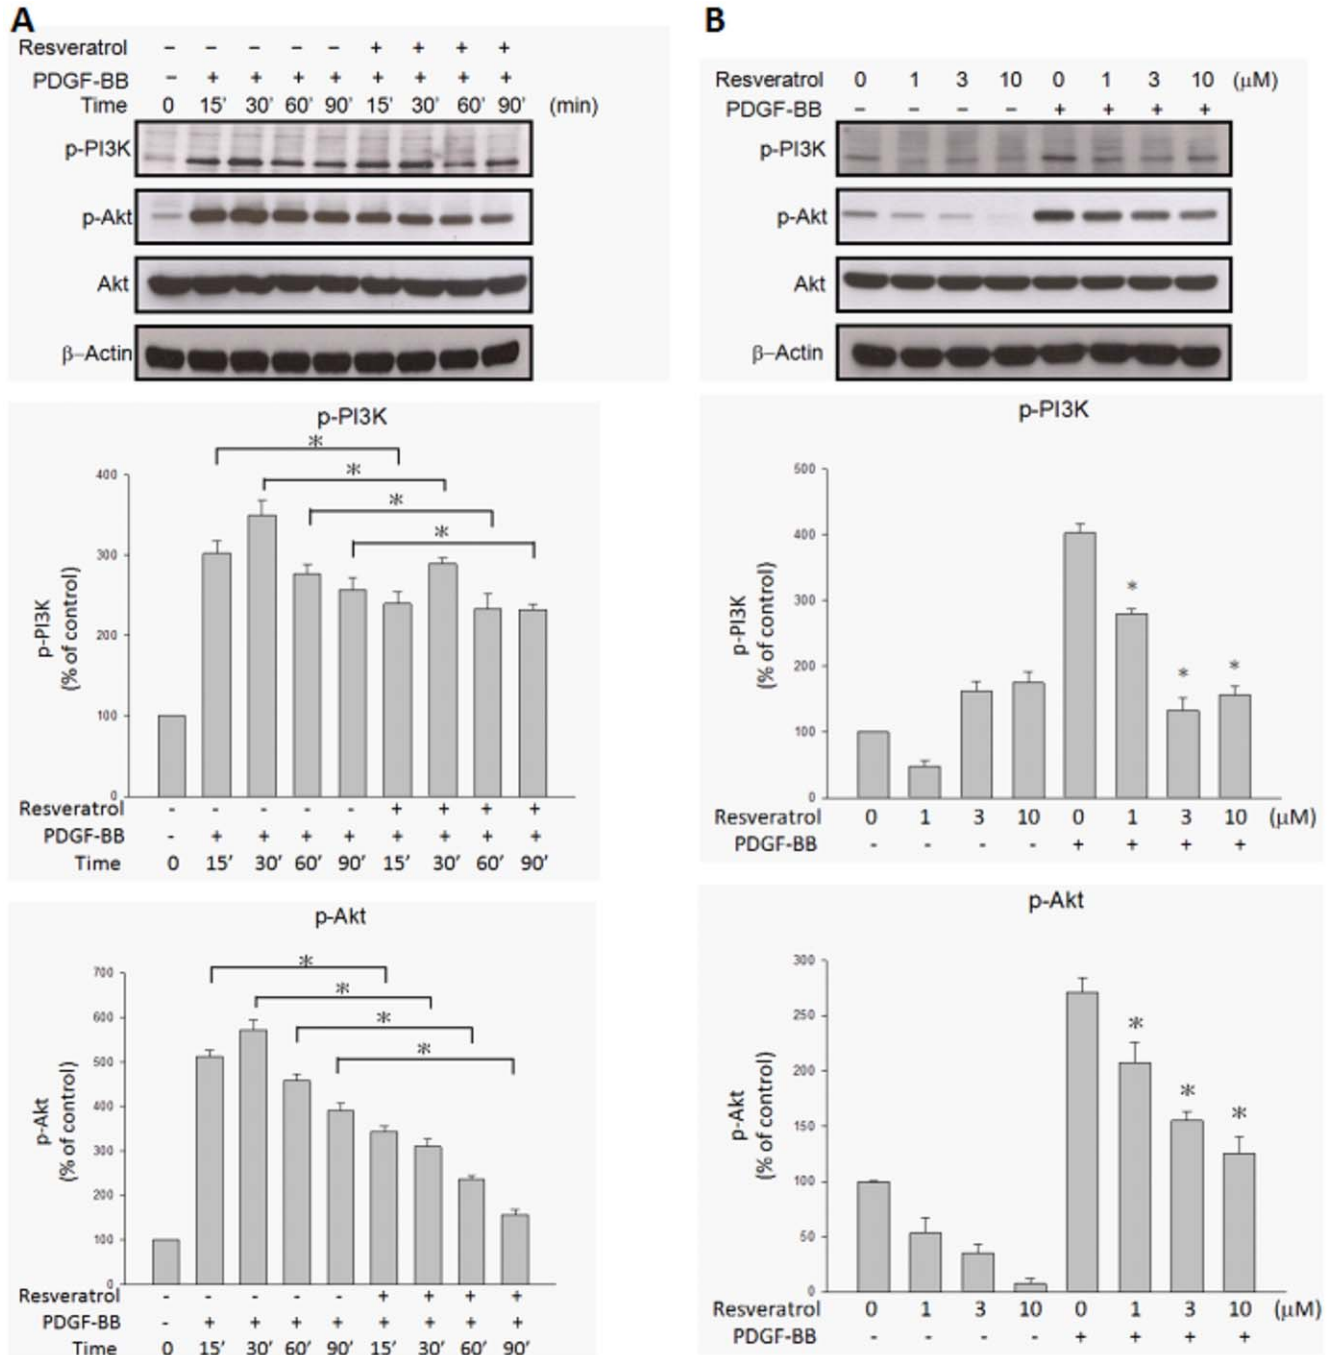 A
Resveratrol − − − − − + + + +
PDGF-BB − + + + + + + + +
Time 0 15' 30' 60' 90' 15' 30' 60' 90' (min)
p-PI3K
p-Akt
Akt
β−Actin
p-PI3K
*
*
*
*
400
300
200
100
0
p-PI3K
(% of control)
Resveratrol - - - - - + + + +
PDGF-BB - + + + + + + + +
Time 0 15′ 30′ 60′ 90′ 15′ 30′ 60′ 90′
p-Akt
*
*
*
*
700
600
500
400
300
200
100
0
p-Akt
(% of control)
Resveratrol - - - - - + + + +
PDGF-BB - + + + + + + + +
Time 0 15′ 30′ 60′ 90′ 15′ 30′ 60′ 90′
B
Resveratrol 0 1 3 10 0 1 3 10 (μM)
PDGF-BB − − − − + + + +
p-PI3K
p-Akt
Akt
β−Actin
p-PI3K
500
400
300
200
100
0
* * *
p-PI3K
(% of control)
Resveratrol 0 1 3 10 0 1 3 10 (μM)
PDGF-BB - - - - + + + +
p-Akt
300
250
200
150
100
50
0
* * *
p-Akt
(% of control)
Resveratrol 0 1 3 10 0 1 3 10 (μM)
PDGF-BB - - - - + + + +